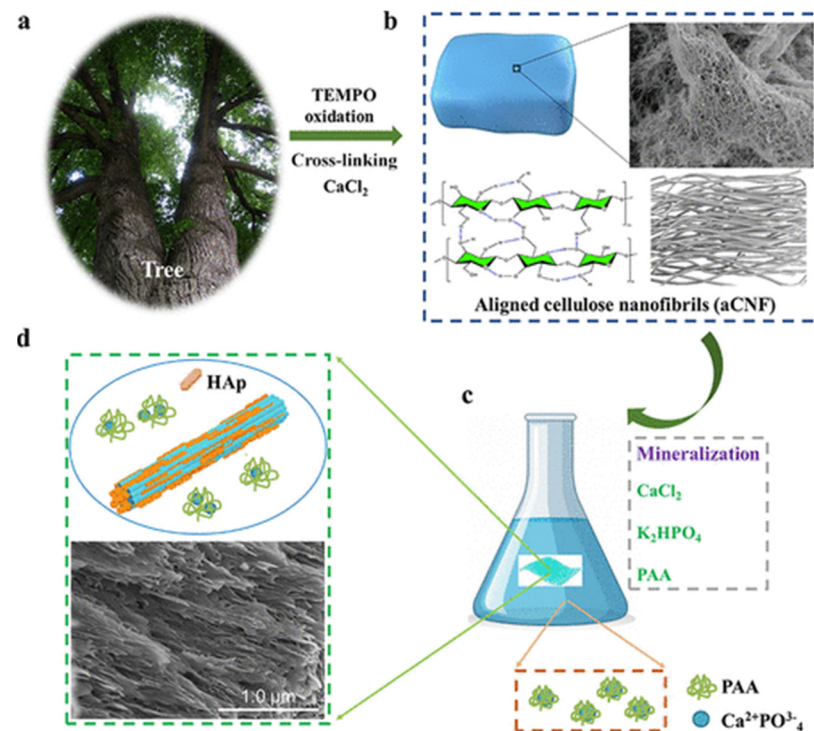 a
TEMPO
oxidation
Cross-linking
CaCl₂
Tree
b
Aligned cellulose nanofibrils (aCNF)
c
Mineralization
CaCl₂
K₂HPO₄
PAA
PAA
Ca²⁺PO³⁻₄
d
HAp
1.0 μm